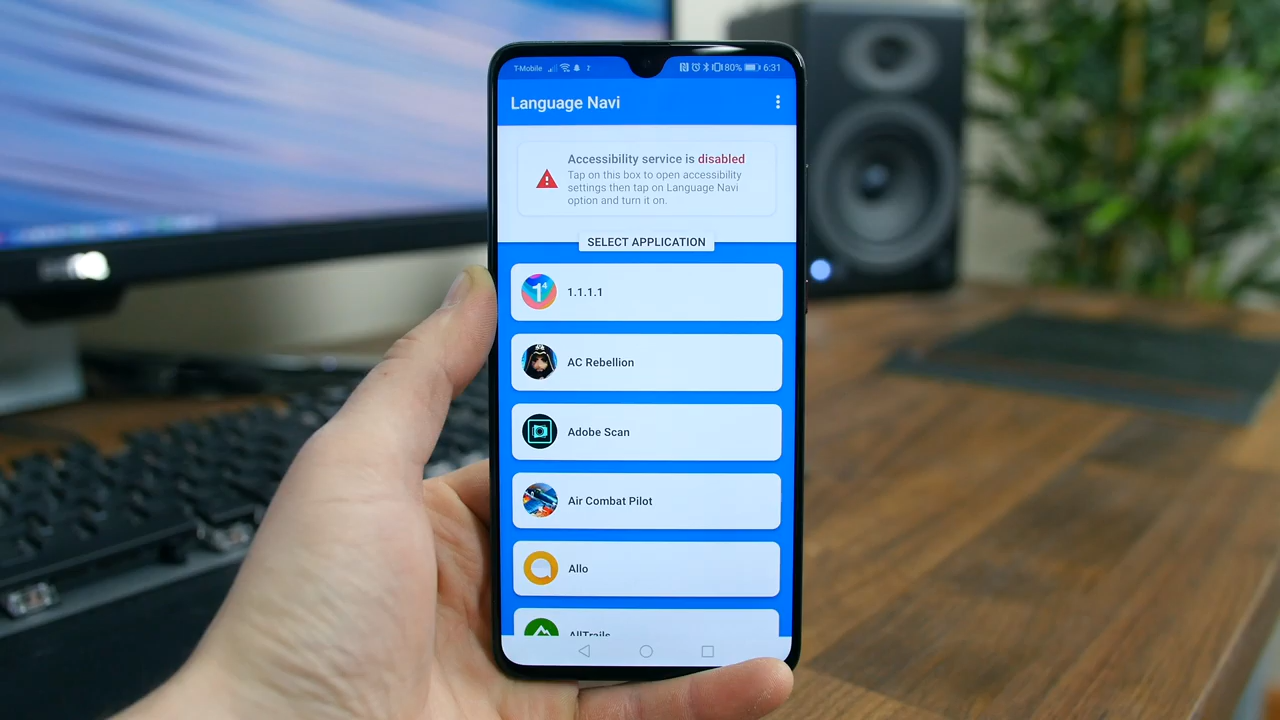 T-Mobile 80% 6:31
Language Navi
Accessibility service is disabled
Tap on this box to open accessibility
settings then tap on Language Navi
option and turn it on.
SELECT APPLICATION
1.1.1.1
AC Rebellion
Adobe Scan
Air Combat Pilot
Allo
AllTrails